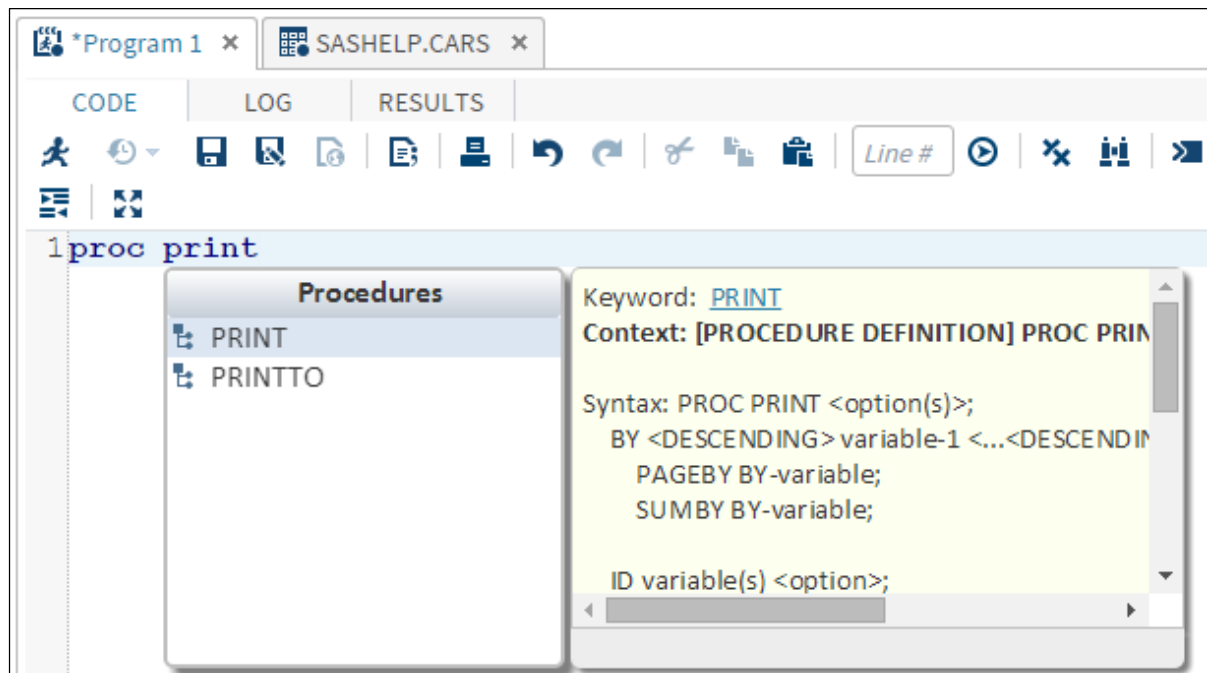 *Program 1 × SASHELP.CARS ×
CODE LOG RESULTS
Line #
1 proc print
Procedures
PRINT
PRINTTO
Keyword: PRINT
Context: [PROCEDURE DEFINITION] PROC PRIN
Syntax: PROC PRINT <option(s)>;
BY <DESCENDING> variable-1 <...<DESCENDIN
PAGEBY BY-variable;
SUMBY BY-variable;
ID variable(s) <option>;